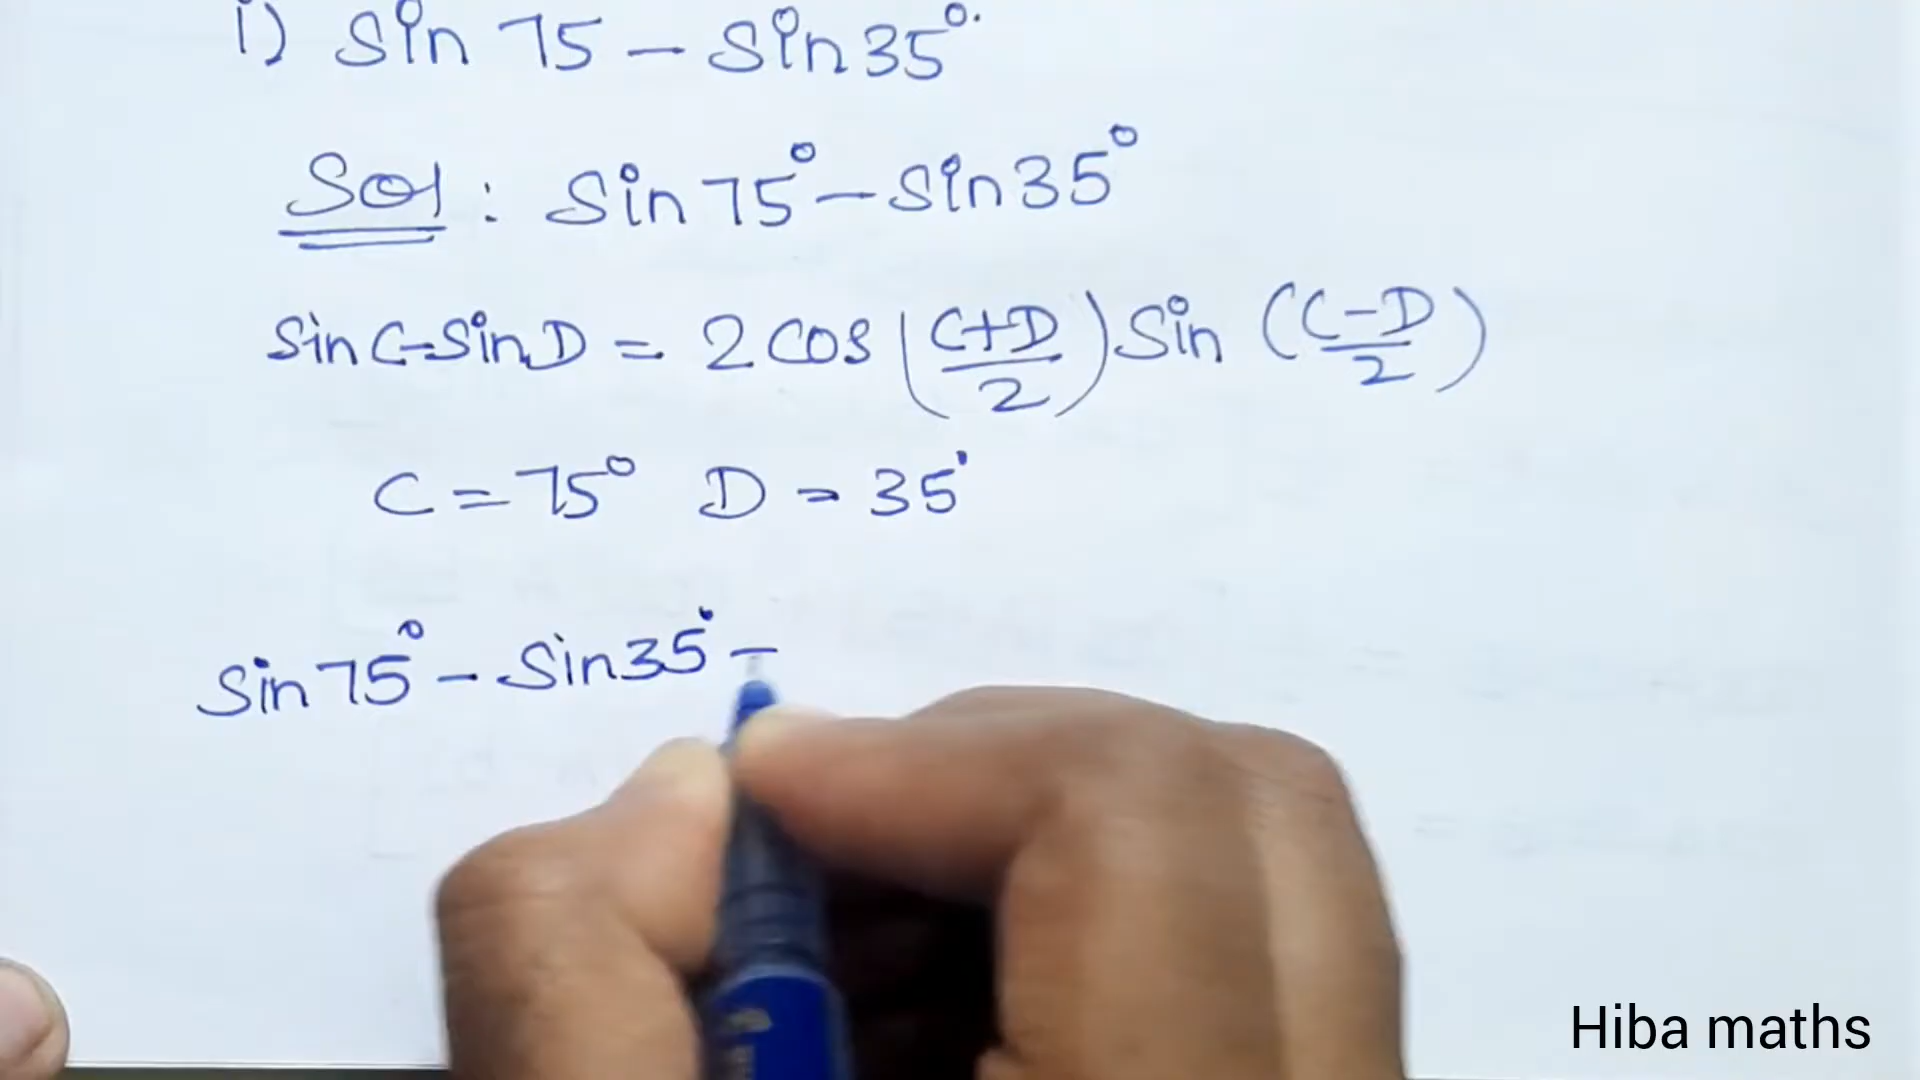 i) Sin 75 - Sin 35°.
Sol : Sin 75° - Sin 35°
Sin C - Sin D = 2 Cos (C+D/2) Sin (C-D/2)
C = 75° D = 35°
Sin 75° - Sin 35° -
Hiba maths